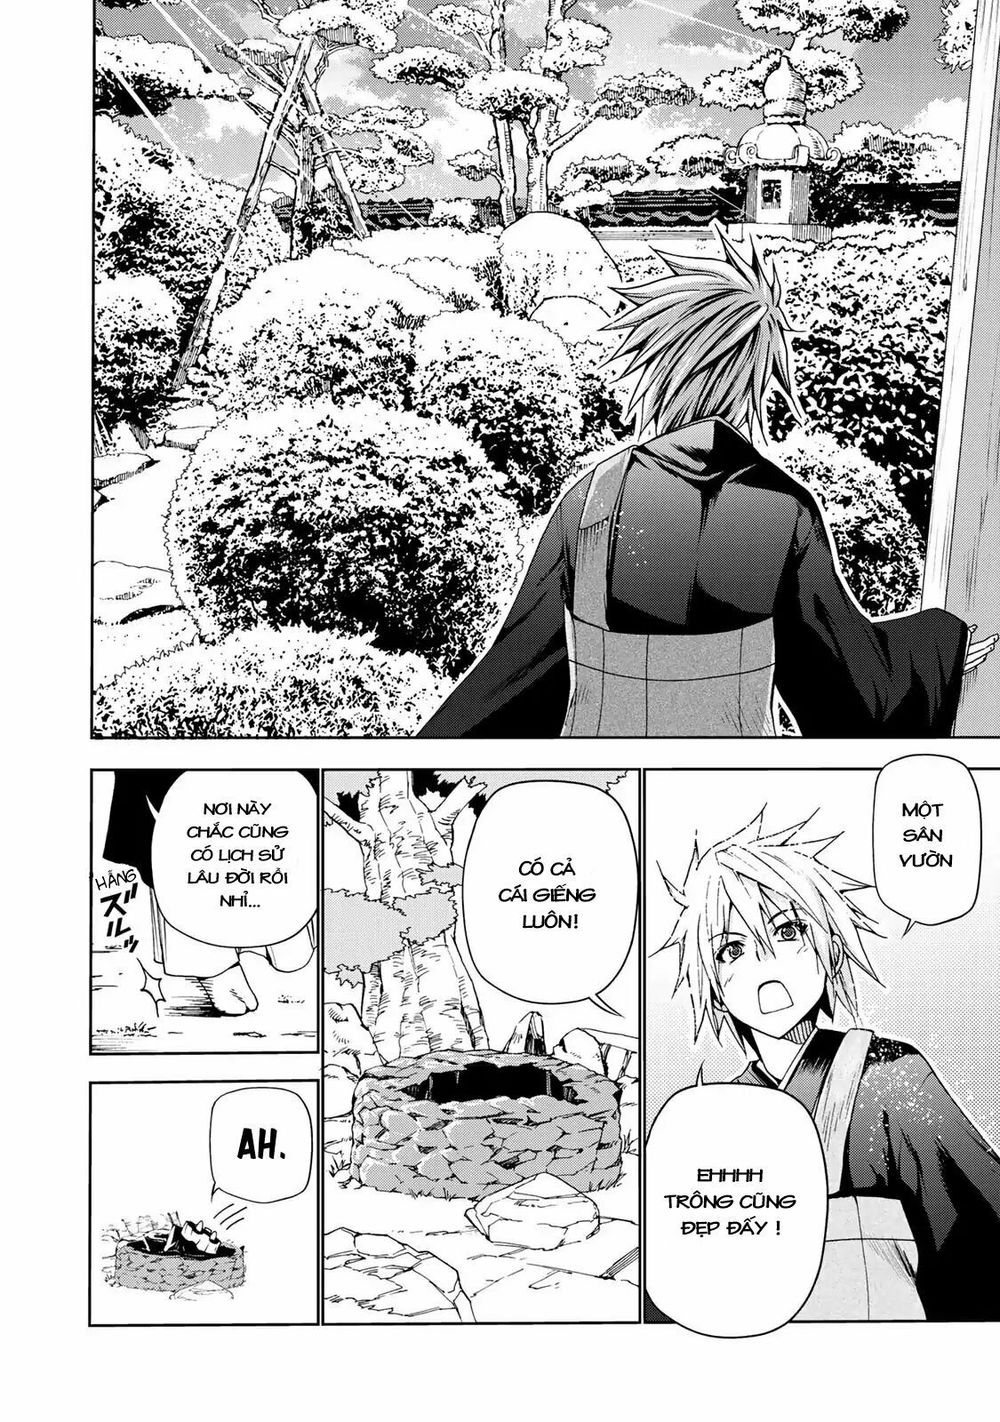 MỘT
SÂN
VƯỜN
EHHHH
TRÔNG CŨNG
ĐẸP ĐẤY !
CÓ CẢ
CÁI GIẾNG
LUÔN!
NƠI NÀY
CHẮC CŨNG
CÓ LỊCH SỬ
LÂU ĐỜI RỒI
NHỈ...
HẪNG
ズルッ
AH.